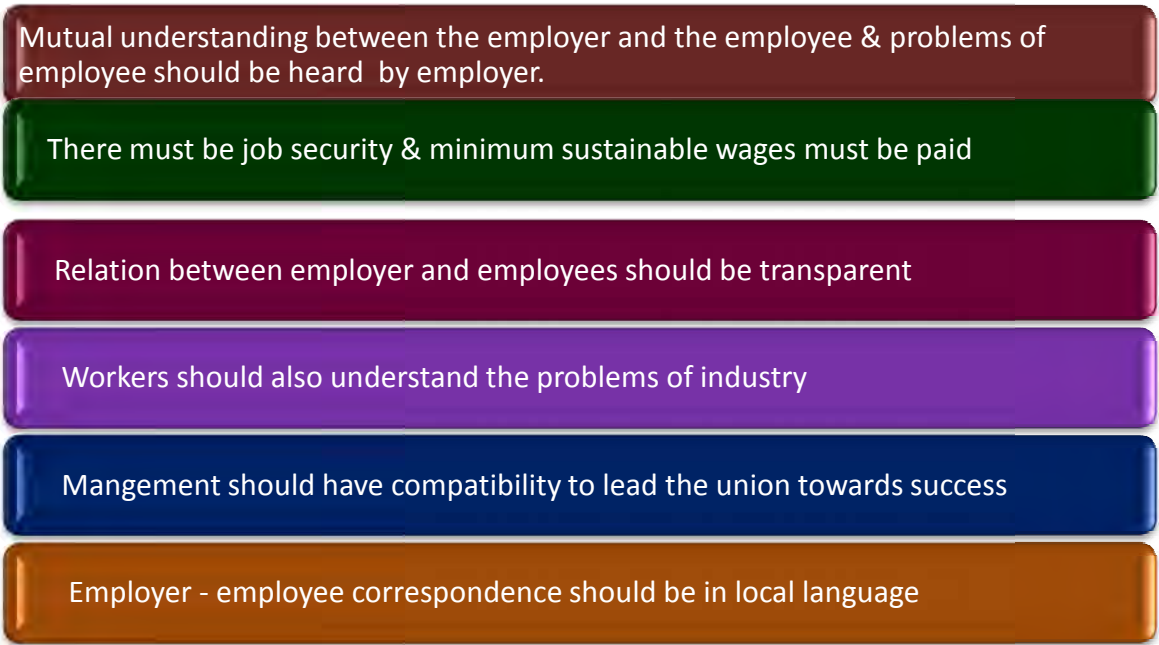 Mutual understanding between the employer and the employee & problems of
employee should be heard by employer.
There must be job security & minimum sustainable wages must be paid
Relation between employer and employees should be transparent
Workers should also understand the problems of industry
Mangement should have compatibility to lead the union towards success
Employer - employee correspondence should be in local language